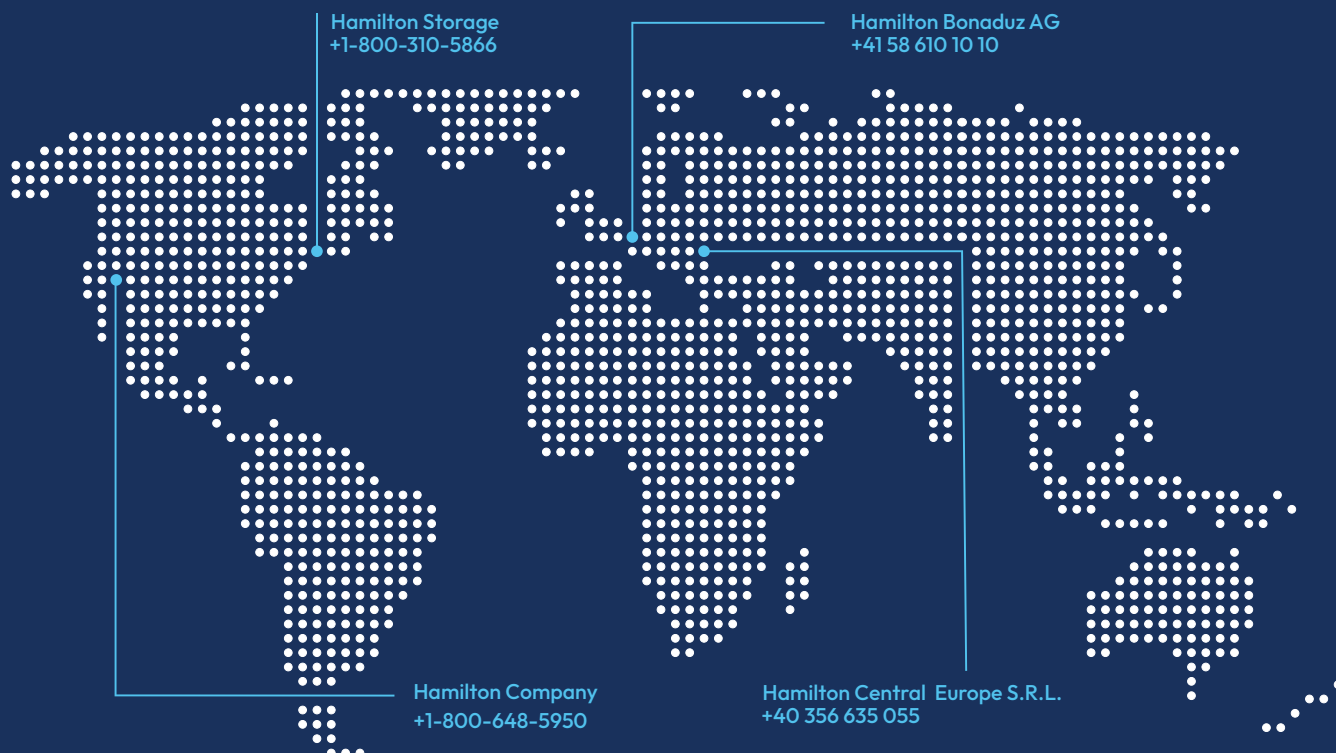 Hamilton Storage
+1-800-310-5866
Hamilton Bonaduz AG
+41 58 610 10 10
Hamilton Company
+1-800-648-5950
Hamilton Central Europe S.R.L.
+40 356 635 055